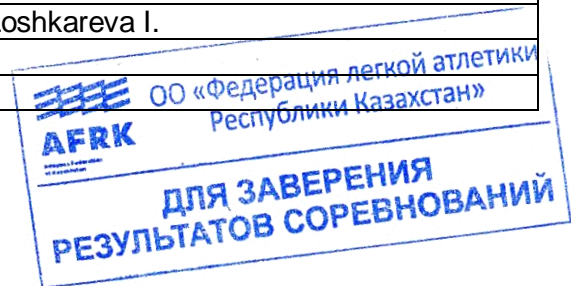 oshkareva I.
ОО «Федерация легкой атлетики
Республики Казахстан»
AFRK
ДЛЯ ЗАВЕРЕНИЯ
РЕЗУЛЬТАТОВ СОРЕВНОВАНИЙ